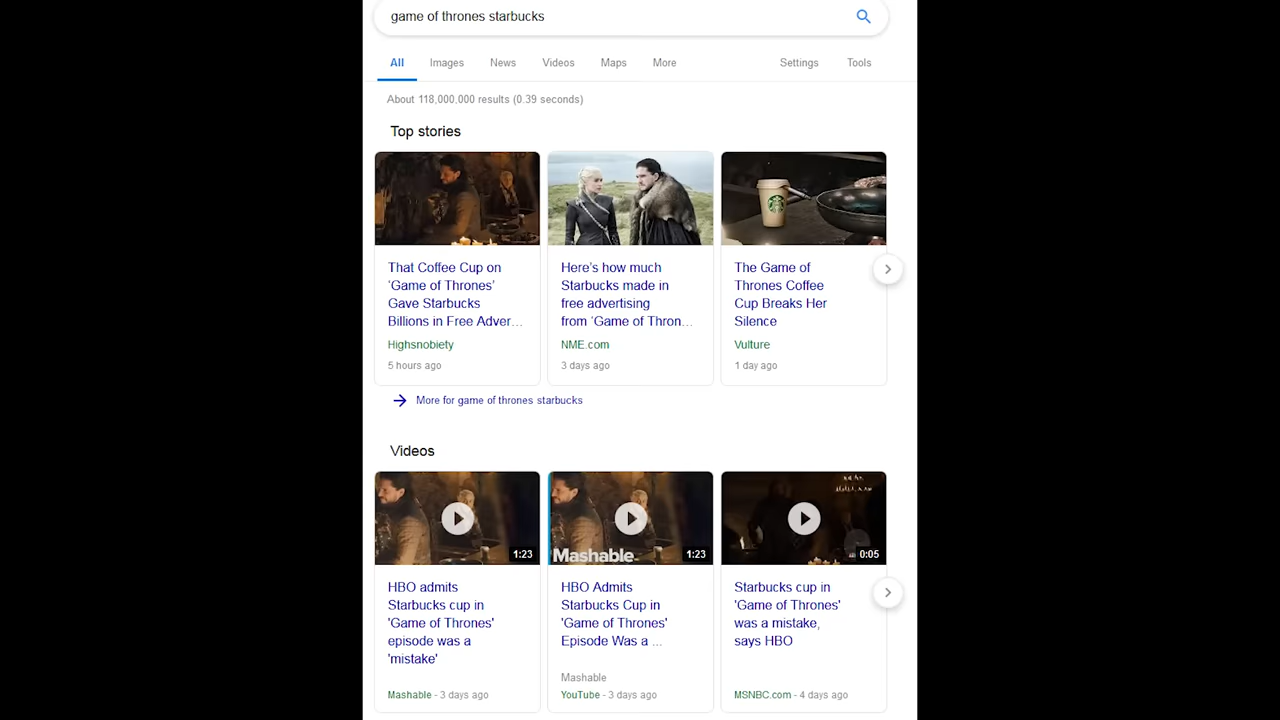 game of thrones starbucks
All Images News Videos Maps More Settings Tools
About 118,000,000 results (0.39 seconds)
Top stories
That Coffee Cup on
'Game of Thrones'
Gave Starbucks
Billions in Free Adver...
Highsnobiety
5 hours ago
Here's how much
Starbucks made in
free advertising
from 'Game of Thron...
NME.com
3 days ago
The Game of
Thrones Coffee
Cup Breaks Her
Silence
Vulture
1 day ago
More for game of thrones starbucks
Videos
1:23
HBO admits
Starbucks cup in
'Game of Thrones'
episode was a
'mistake'
Mashable - 3 days ago
Mashable
1:23
HBO Admits
Starbucks Cup in
'Game of Thrones'
Episode Was a ...
Mashable
YouTube - 3 days ago
0:05
Starbucks cup in
'Game of Thrones'
was a mistake,
says HBO
MSNBC.com - 4 days ago